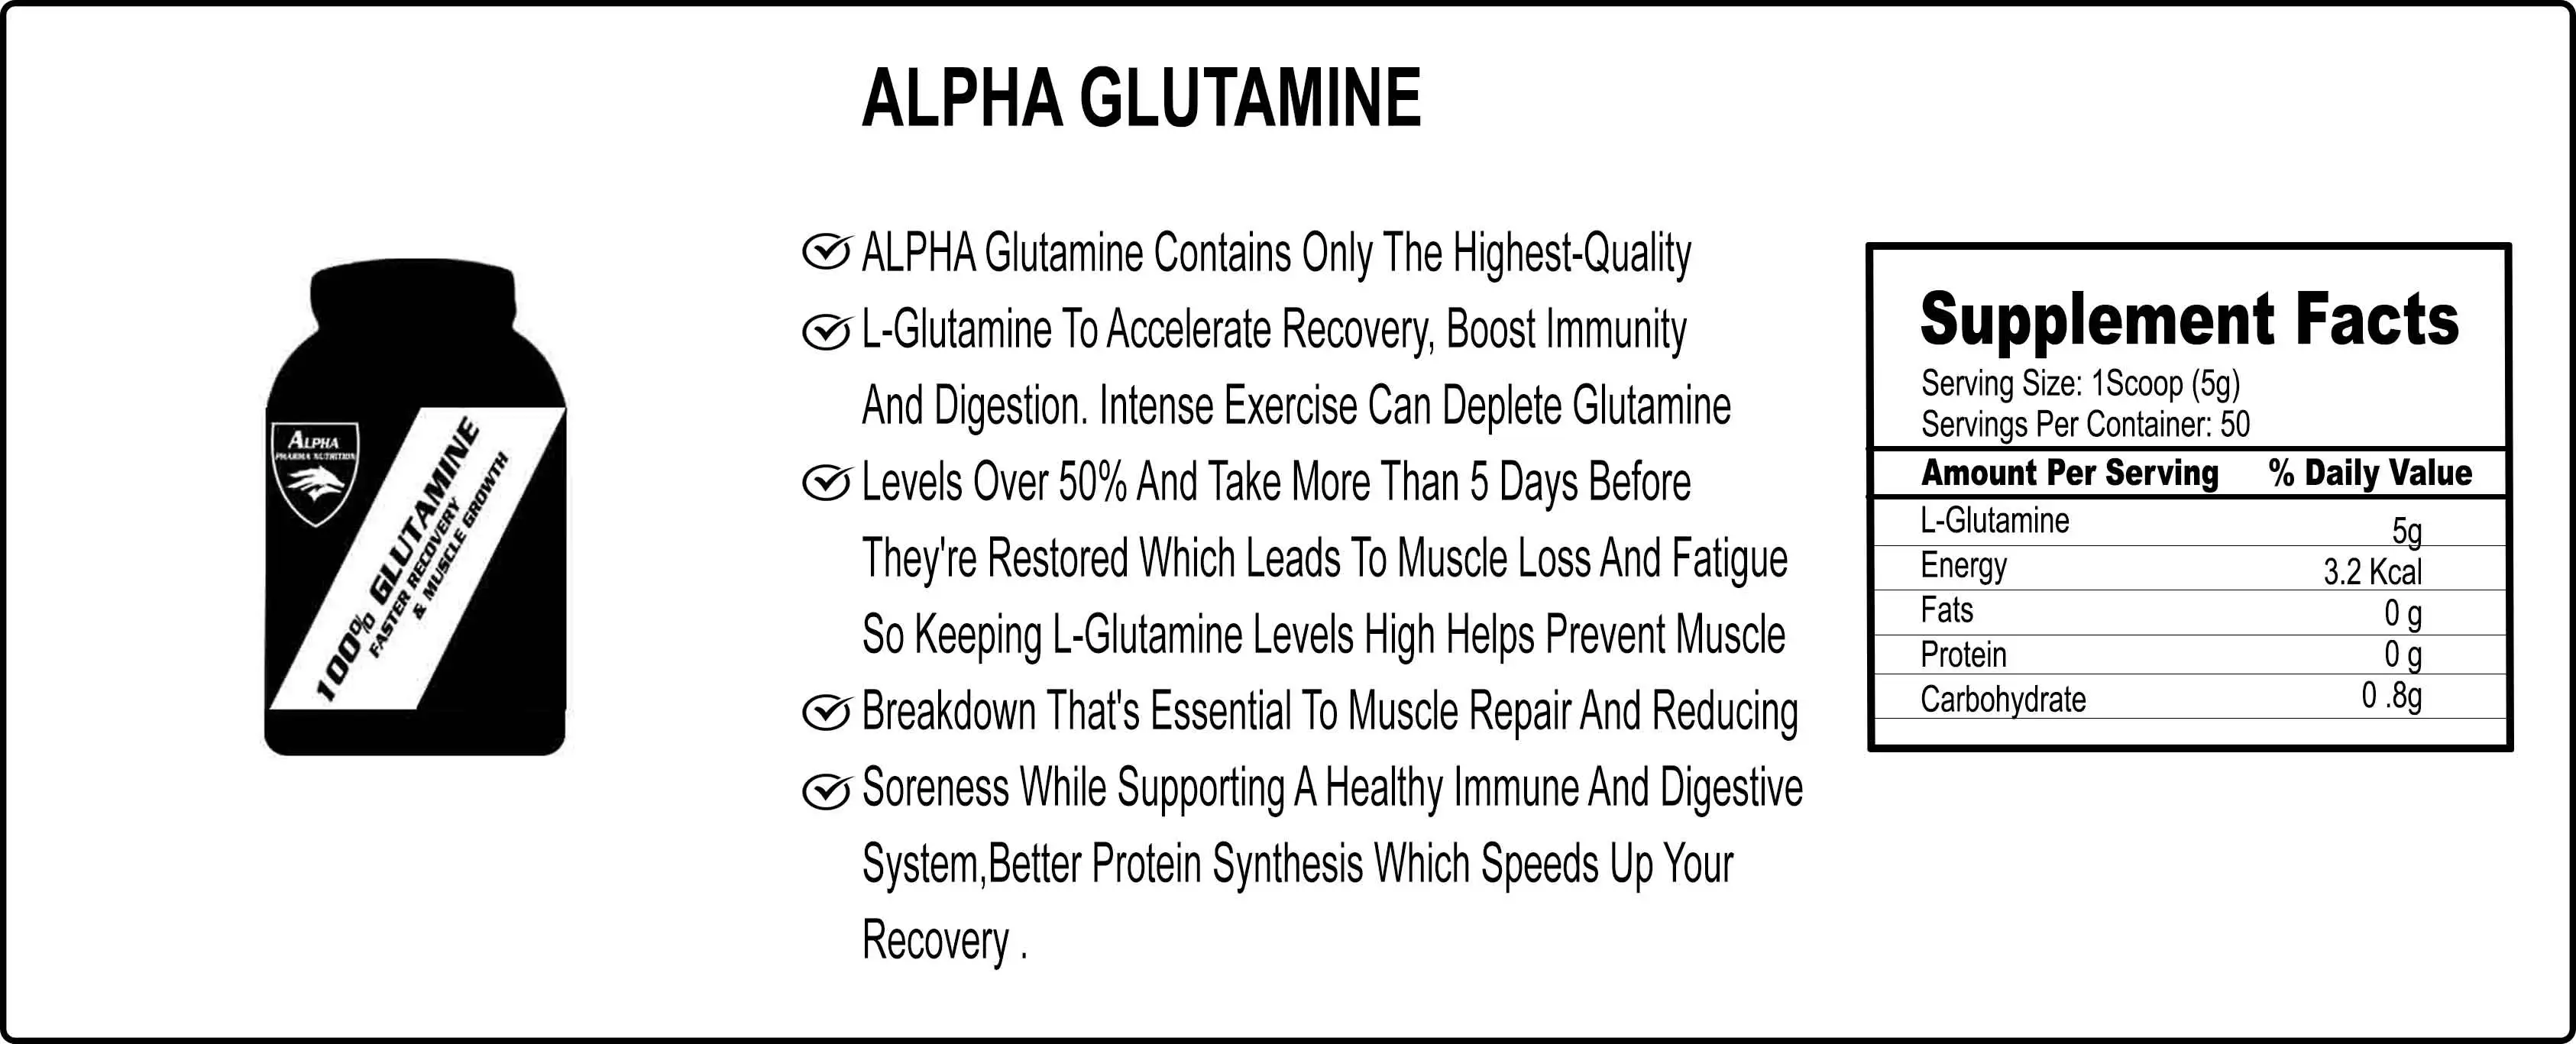 ALPHA GLUTAMINE
ALPHA
PHARMA NUTRITION
100% GLUTAMINE
FASTER RECOVERY
& MUSCLE GROWTH
ALPHA Glutamine Contains Only The Highest-Quality
L-Glutamine To Accelerate Recovery, Boost Immunity
And Digestion. Intense Exercise Can Deplete Glutamine
Levels Over 50% And Take More Than 5 Days Before
They're Restored Which Leads To Muscle Loss And Fatigue
So Keeping L-Glutamine Levels High Helps Prevent Muscle
Breakdown That's Essential To Muscle Repair And Reducing
Soreness While Supporting A Healthy Immune And Digestive
System,Better Protein Synthesis Which Speeds Up Your
Recovery .
Supplement Facts
Serving Size: 1Scoop (5g)
Servings Per Container: 50
Amount Per Serving % Daily Value
L-Glutamine 5g
Energy 3.2 Kcal
Fats 0 g
Protein 0 g
Carbohydrate 0 .8g